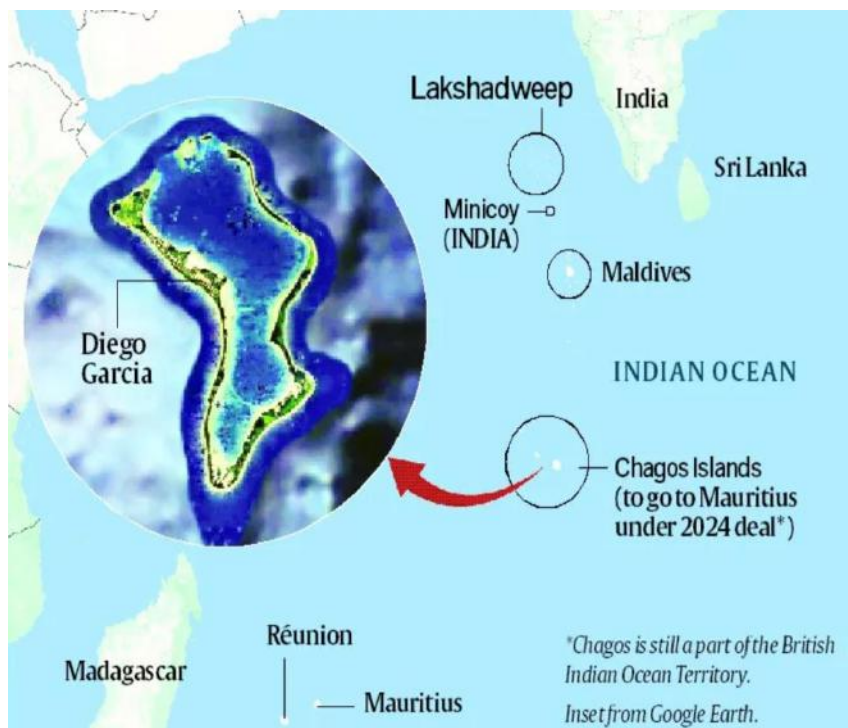 Lakshadweep
India
Sri Lanka
Minicoy
(INDIA)
Maldives
Diego
Garcia
INDIAN OCEAN
Chagos Islands
(to go to Mauritius
under 2024 deal*)
Réunion
Madagascar
Mauritius
*Chagos is still a part of the British
Indian Ocean Territory.
Inset from Google Earth.